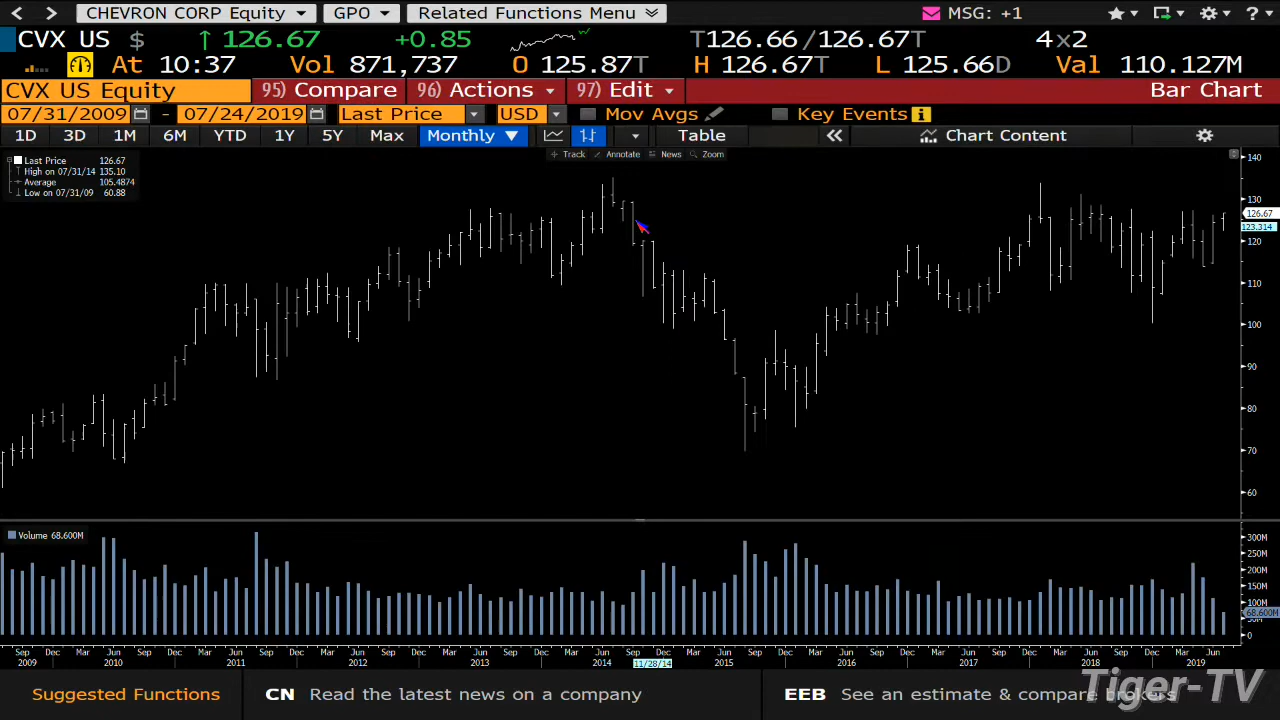 CHEVRON CORP Equity GPO Related Functions Menu MSG: +1 ?
CVX US $ ↑ 126.67 +0.85 T126.66/126.67T 4x2
At 10:37 Vol 871,737 O 125.87T H 126.67T L 125.66D Val 110.127M
CVX US Equity 95) Compare 96) Actions 97) Edit Bar Chart
07/31/2009 - 07/24/2019 Last Price USD Mov Avgs Key Events i
1D 3D 1M 6M YTD 1Y 5Y Max Monthly ▼ Table « Chart Content
Track Annotate News Zoom
Last Price 126.67
High on 07/31/14 135.10
Average 105.4874
Low on 07/31/09 60.88
140
130
126.67
123.314
120
110
100
90
80
70
60
Volume 68.600M
300M
250M
200M
150M
100M
68.600M
50M
0
Sep Dec Mar Jun Sep Dec Mar Jun Sep Dec Mar Jun Sep Dec Mar Jun Sep Dec Mar Jun Sep Dec Mar Jun Sep Dec Mar Jun Sep Dec Mar Jun Sep Dec Mar Jun Sep Dec Mar Jun
2009 2010 2011 2012 2013 2014 11/28/14 2015 2016 2017 2018 2019
Suggested Functions CN Read the latest news on a company EEB See an estimate & compare brokers
Tiger-TV